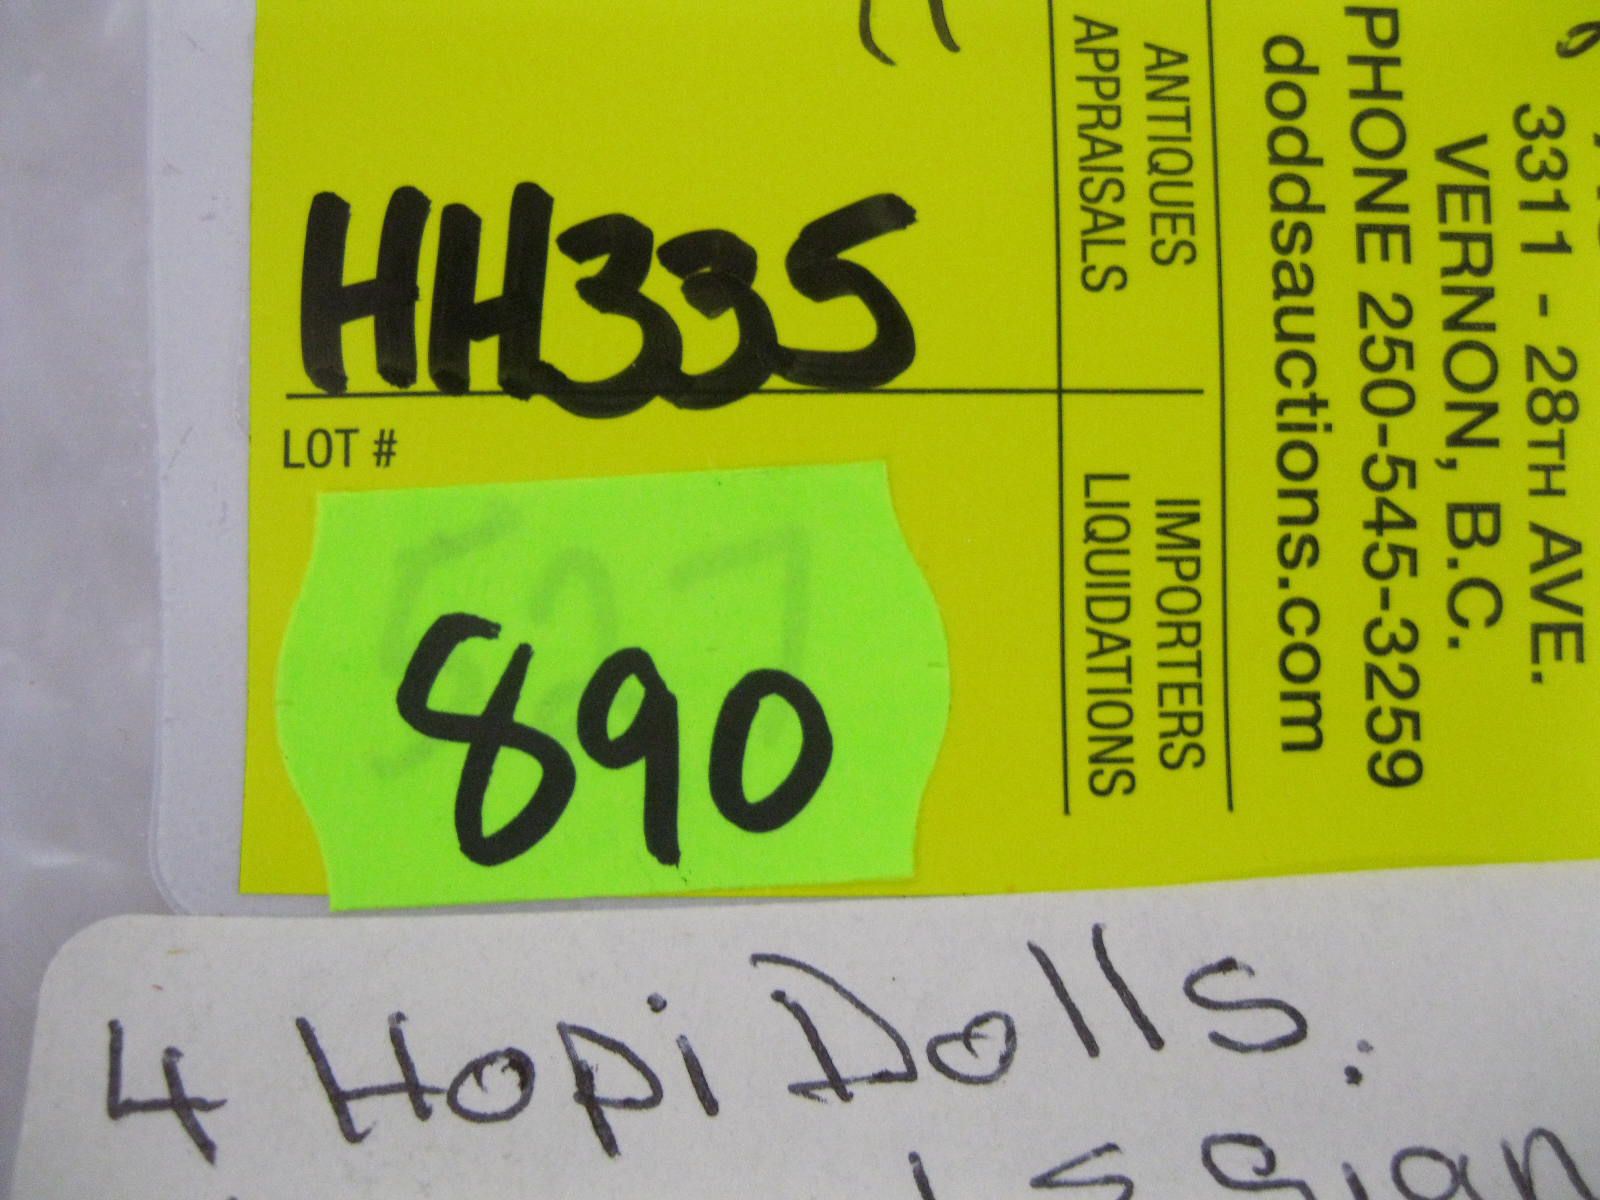 HH335
LOT #
527
890
ANTIQUES
APPRAISALS
IMPORTERS
LIQUIDATIONS
3311 - 28TH AVE.
VERNON, B.C.
PHONE 250-545-3259
doddsauctions.com
4 Hopi Dolls.